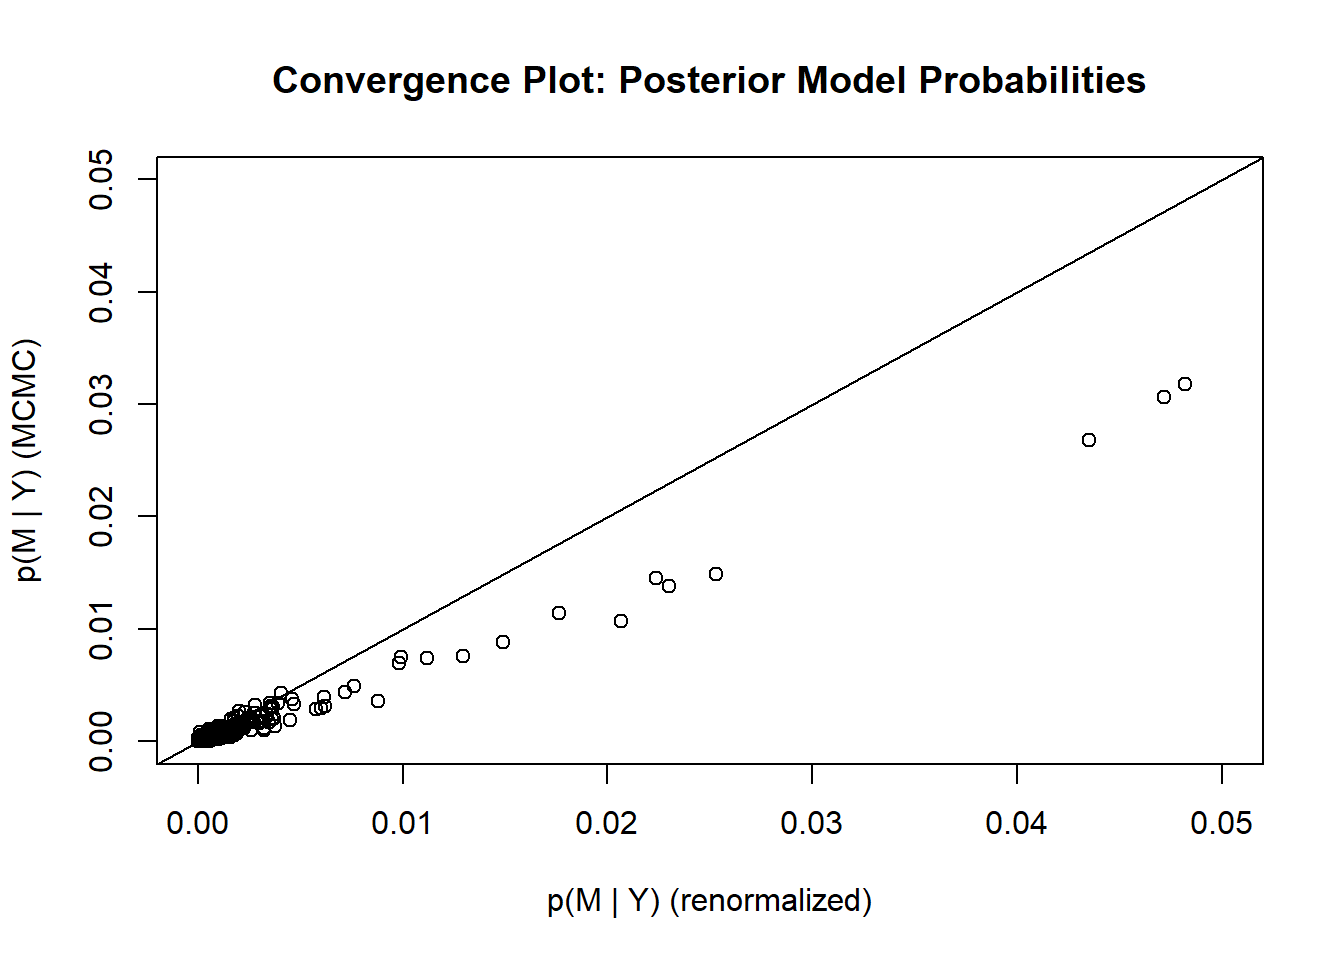 Convergence Plot: Posterior Model Probabilities
p(M | Y) (MCMC)
0.05
0.04
0.03
0.02
0.01
0.00
0.00 0.01 0.02 0.03 0.04 0.05
p(M | Y) (renormalized)